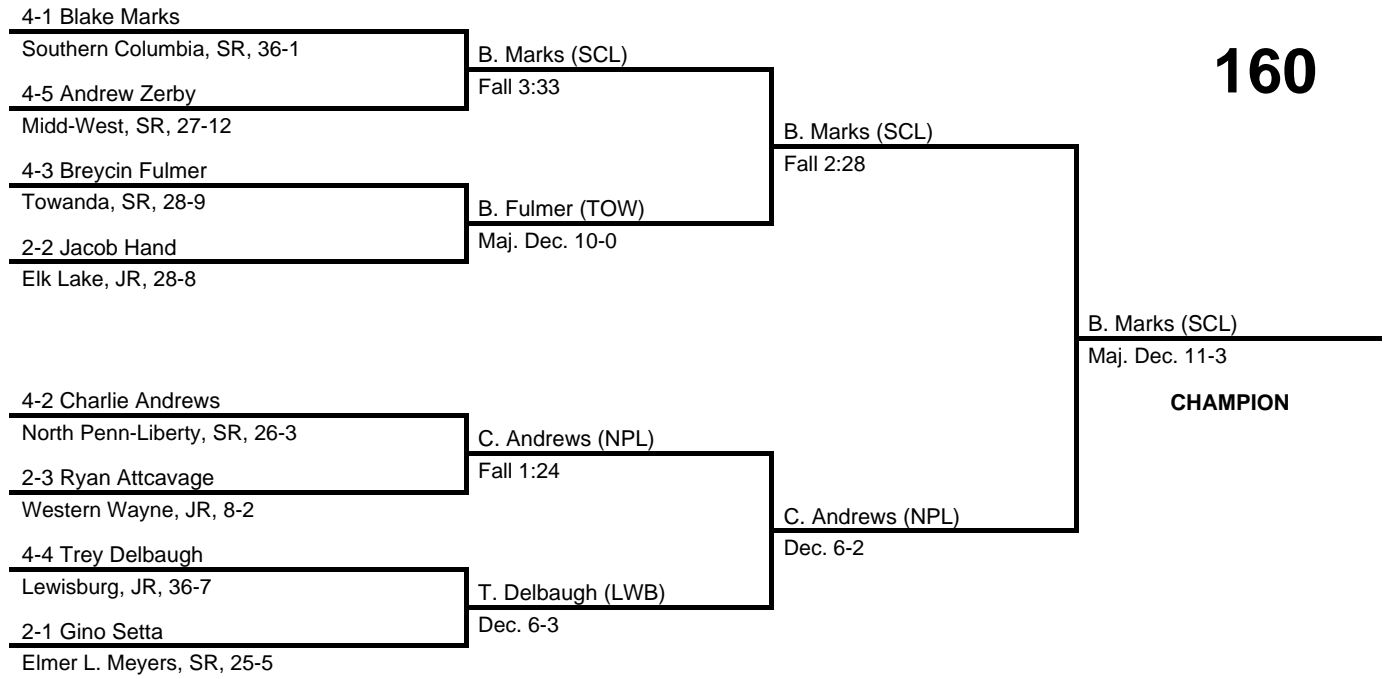 160
4-1 Blake Marks
Southern Columbia, SR, 36-1
4-5 Andrew Zerby
Midd-West, SR, 27-12
4-3 Breycin Fulmer
Towanda, SR, 28-9
2-2 Jacob Hand
Elk Lake, JR, 28-8
4-2 Charlie Andrews
North Penn-Liberty, SR, 26-3
2-3 Ryan Attcavage
Western Wayne, JR, 8-2
4-4 Trey Delbaugh
Lewisburg, JR, 36-7
2-1 Gino Setta
Elmer L. Meyers, SR, 25-5
B. Marks (SCL)
Fall 3:33
B. Fulmer (TOW)
Maj. Dec. 10-0
C. Andrews (NPL)
Fall 1:24
T. Delbaugh (LWB)
Dec. 6-3
B. Marks (SCL)
Fall 2:28
C. Andrews (NPL)
Dec. 6-2
B. Marks (SCL)
Maj. Dec. 11-3
CHAMPION